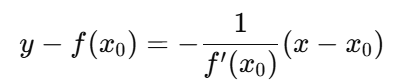 y − f(x₀) = − 1/f′(x₀) (x − x₀)